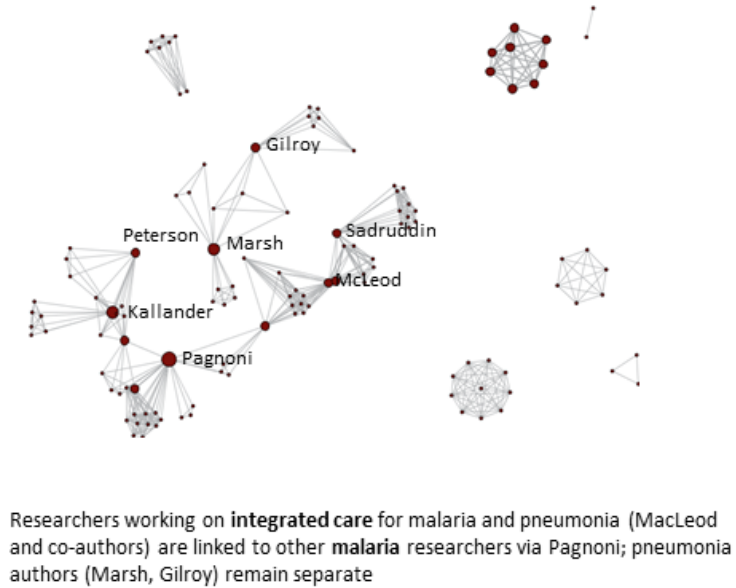 Gilroy
Sadruddin
Peterson
Marsh
McLeod
Kallander
Pagnoni
Researchers working on integrated care for malaria and pneumonia (MacLeod
and co-authors) are linked to other malaria researchers via Pagnoni; pneumonia
authors (Marsh, Gilroy) remain separate